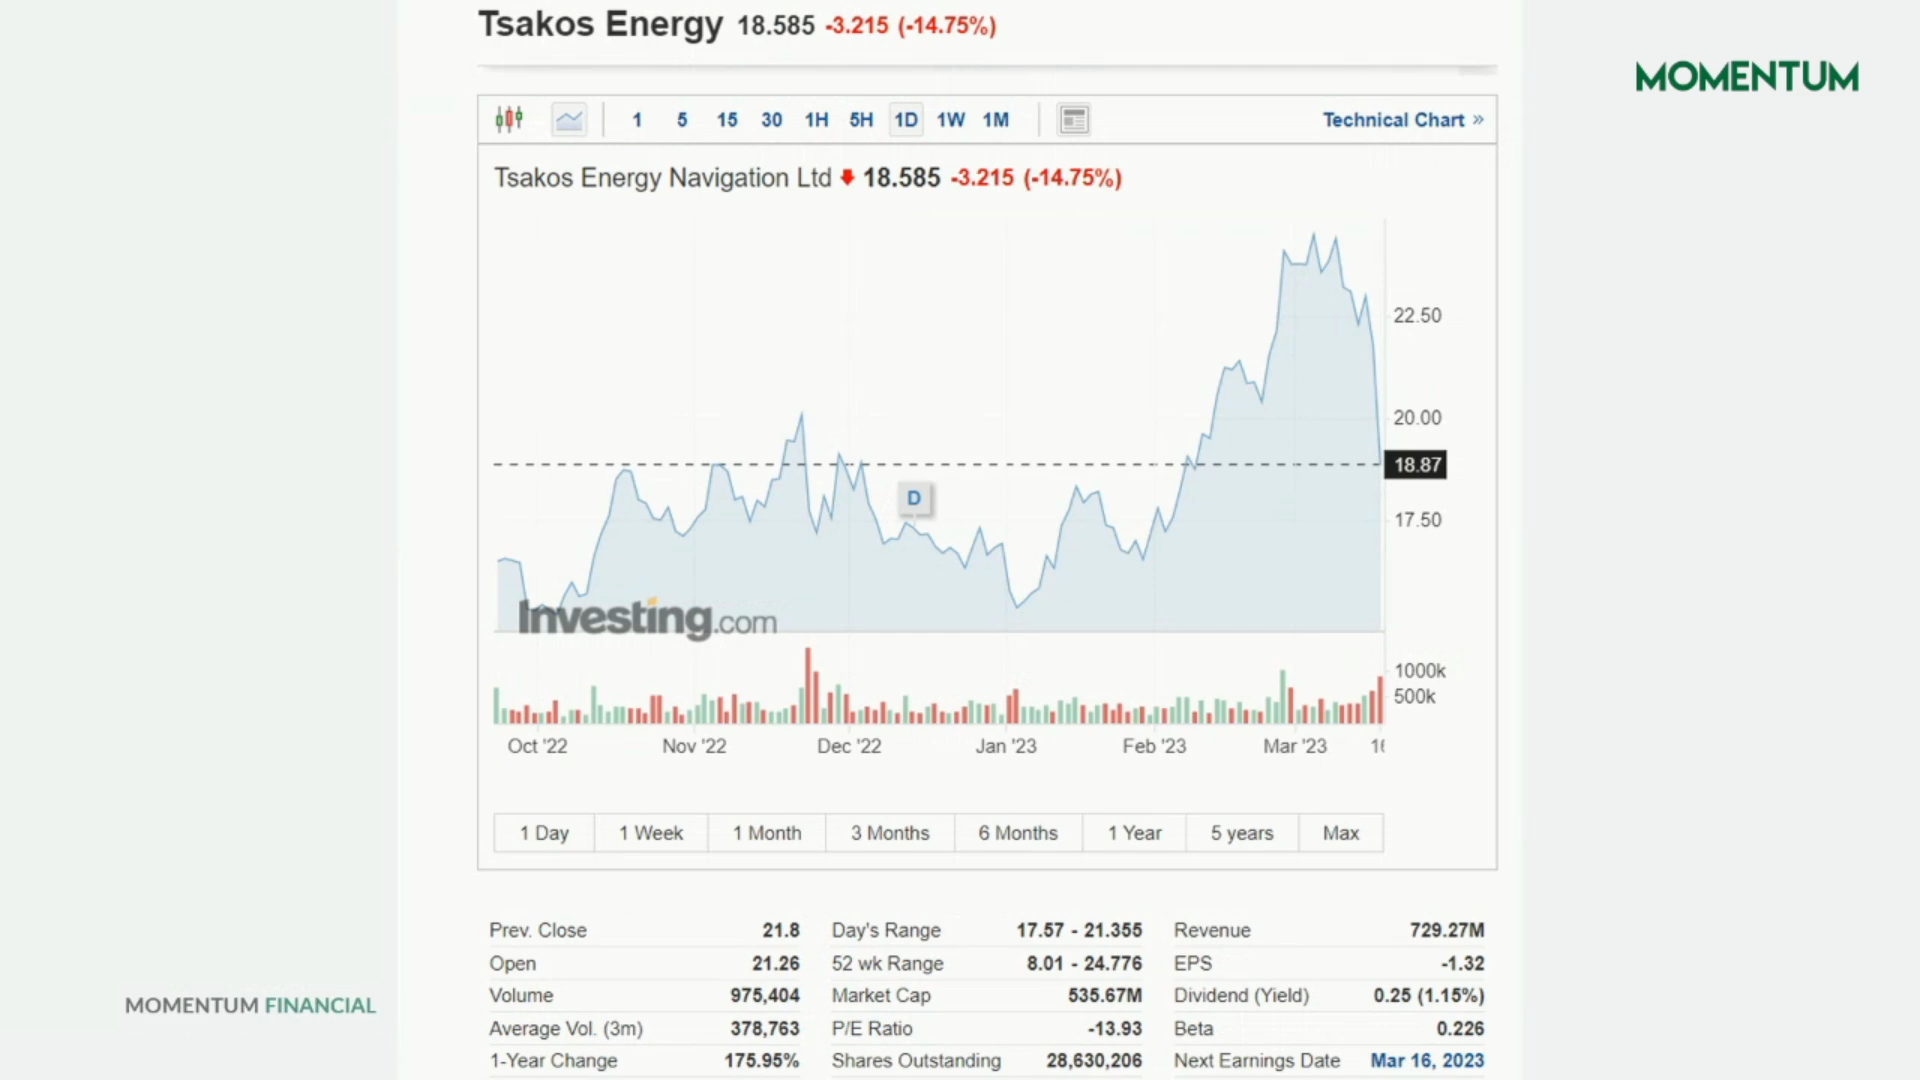 Tsakos Energy 18.585 -3.215 (-14.75%)
MOMENTUM
1 5 15 30 1H 5H 1D 1W 1M Technical Chart »
Tsakos Energy Navigation Ltd 18.585 -3.215 (-14.75%)
22.50
20.00
18.87
D
17.50
Investing.com
1000k
500k
Oct '22 Nov '22 Dec '22 Jan '23 Feb '23 Mar '23
1 Day 1 Week 1 Month 3 Months 6 Months 1 Year 5 years Max
Prev. Close 21.8 Day's Range 17.57 - 21.355 Revenue 729.27M
Open 21.26 52 wk Range 8.01 - 24.776 EPS -1.32
Volume 975,404 Market Cap 535.67M Dividend (Yield) 0.25 (1.15%)
MOMENTUM FINANCIAL
Average Vol. (3m) 378,763 P/E Ratio -13.93 Beta 0.226
1-Year Change 175.95% Shares Outstanding 28,630,206 Next Earnings Date Mar 16, 2023